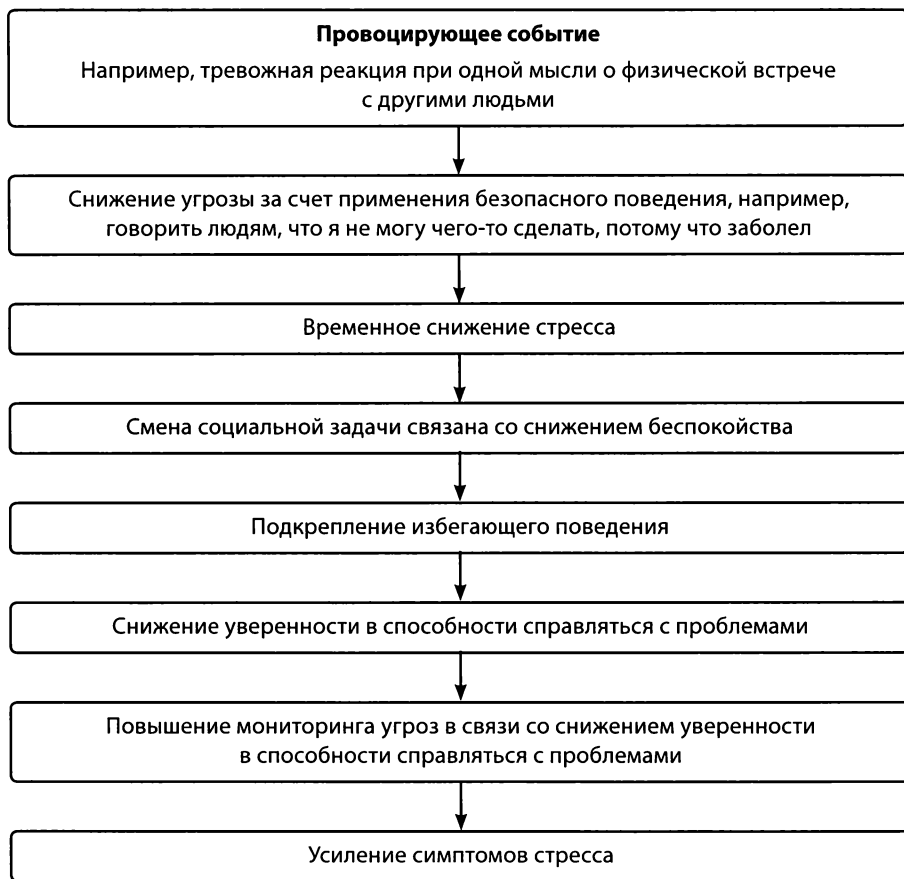 Провоцирующее событие
Например, тревожная реакция при одной мысли о физической встрече
с другими людьми
Снижение угрозы за счет применения безопасного поведения, например,
говорить людям, что я не могу чего-то сделать, потому что заболел
Временное снижение стресса
Смена социальной задачи связана со снижением беспокойства
Подкрепление избегающего поведения
Снижение уверенности в способности справляться с проблемами
Повышение мониторинга угроз в связи со снижением уверенности
в способности справляться с проблемами
Усиление симптомов стресса